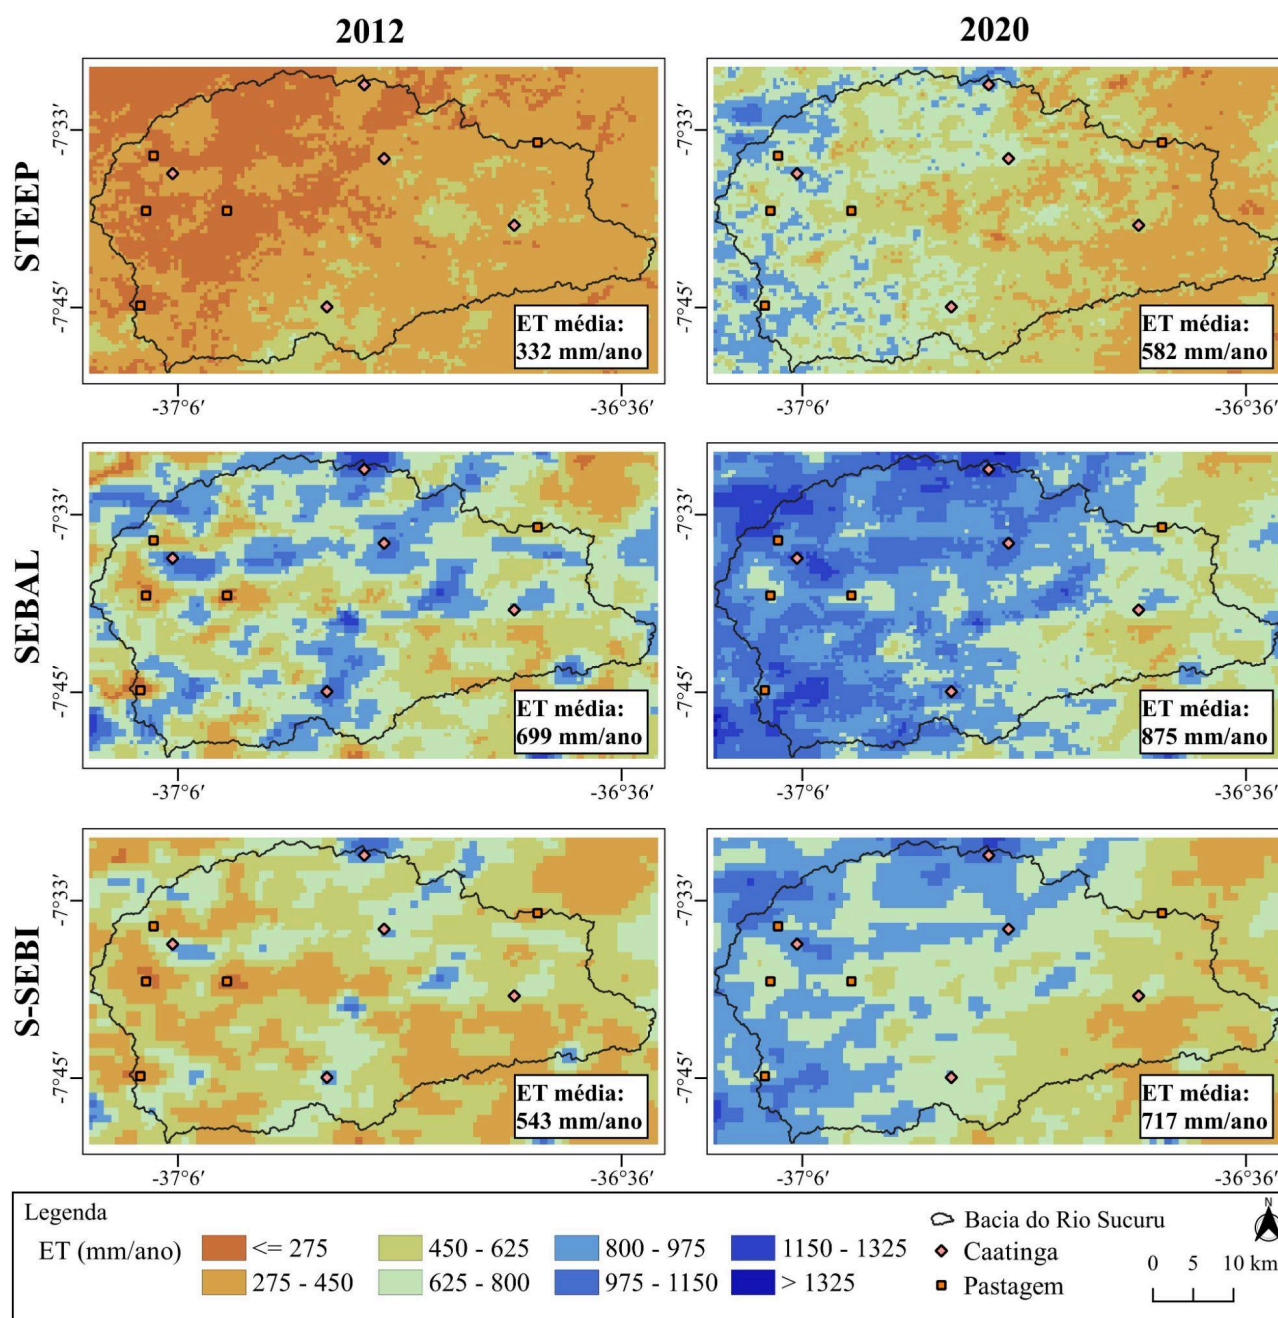 2012
2020
STEEP
-7°33'
-7°45'
ET média:
332 mm/ano
ET média:
582 mm/ano
-37°6'
-36°36'
-37°6'
-36°36'
SEBAL
-7°33'
-7°45'
-7°33'
-7°45'
ET média:
699 mm/ano
ET média:
875 mm/ano
-37°6'
-36°36'
-37°6'
-36°36'
S-SEBI
-7°33'
-7°45'
-7°33'
-7°45'
ET média:
543 mm/ano
ET média:
717 mm/ano
-37°6'
-36°36'
-37°6'
-36°36'
-7°33'
-7°45'
Legenda
ET (mm/ano)
<= 275
450 - 625
800 - 975
1150 - 1325
275 - 450
625 - 800
975 - 1150
> 1325
Bacia do Rio Sucuru
Caatinga
Pastagem
N
0 5 10 km